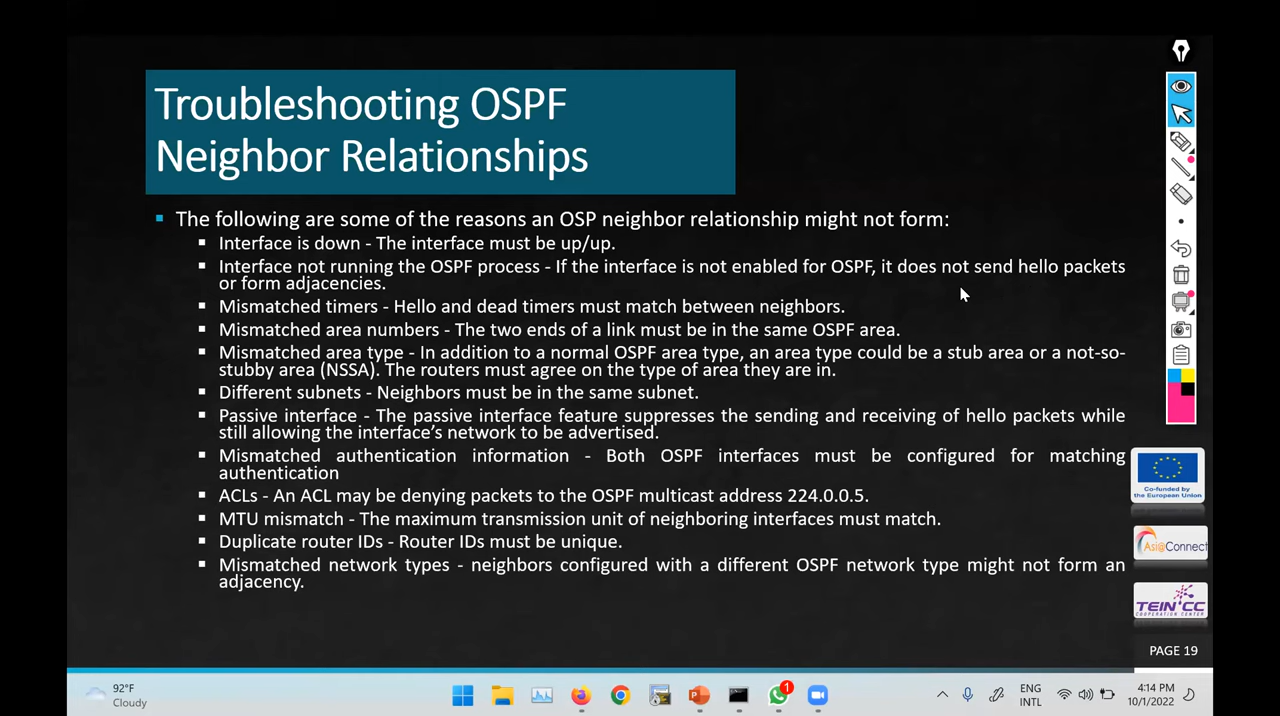 Troubleshooting OSPF
Neighbor Relationships
The following are some of the reasons an OSP neighbor relationship might not form:
Interface is down - The interface must be up/up.
Interface not running the OSPF process - If the interface is not enabled for OSPF, it does not send hello packets
or form adjacencies.
Mismatched timers - Hello and dead timers must match between neighbors.
Mismatched area numbers - The two ends of a link must be in the same OSPF area.
Mismatched area type - In addition to a normal OSPF area type, an area type could be a stub area or a not-so-
stubby area (NSSA). The routers must agree on the type of area they are in.
Different subnets - Neighbors must be in the same subnet.
Passive interface - The passive interface feature suppresses the sending and receiving of hello packets while
still allowing the interface's network to be advertised.
Mismatched authentication information - Both OSPF interfaces must be configured for matching
authentication
ACLs - An ACL may be denying packets to the OSPF multicast address 224.0.0.5.
MTU mismatch - The maximum transmission unit of neighboring interfaces must match.
Duplicate router IDs - Router IDs must be unique.
Mismatched network types - neighbors configured with a different OSPF network type might not form an
adjacency.
Co-funded by
the European Union
Asi@Connect
TEIN*CC
COOPERATION CENTER
PAGE 19
92°F
Cloudy
1
ENG
INTL
4:14 PM
10/1/2022